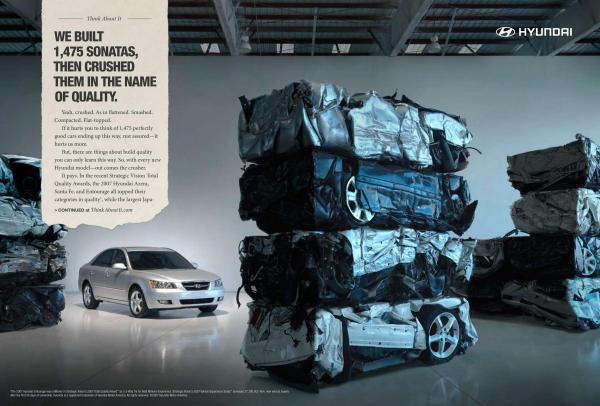 Think About It
HYUNDAI
WE BUILT
1,475 SONATAS,
THEN CRUSHED
THEM IN THE NAME
OF QUALITY.
Yeah, crushed. As in flattened. Smashed.
Compacted. Flat-topped.
If it hurts you to think of 1,475 perfectly
good cars ending up this way, rest assured—it
hurts us more.
But, there are things about build quality
you can only learn this way. So, with every new
Hyundai model—out comes the crusher.
It pays. In the recent Strategic Vision Total
Quality Awards, the 2007 Hyundai Azera,
Santa Fe, and Entourage all topped their
categories in quality¹, while the largest Japa-
> CONTINUED at ThinkAboutIt.com